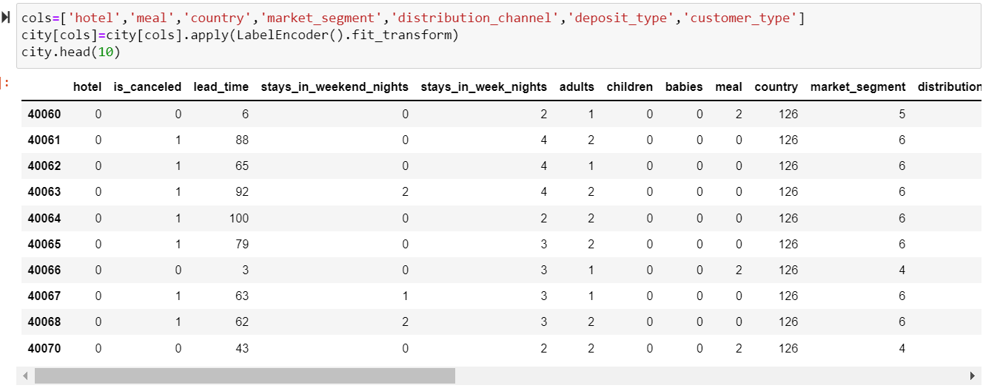 cols=['hotel','meal','country','market_segment','distribution_channel','deposit_type','customer_type']
city[cols]=city[cols].apply(LabelEncoder().fit_transform)
city.head(10)
]:
hotel is_canceled lead_time stays_in_weekend_nights stays_in_week_nights adults children babies meal country market_segment distribution
40060 0 0 6 0 2 1 0 0 2 126 5
40061 0 1 88 0 4 2 0 0 0 126 6
40062 0 1 65 0 4 1 0 0 0 126 6
40063 0 1 92 2 4 2 0 0 0 126 6
40064 0 1 100 0 2 2 0 0 0 126 6
40065 0 1 79 0 3 2 0 0 0 126 6
40066 0 0 3 0 3 1 0 0 2 126 4
40067 0 1 63 1 3 1 0 0 0 126 6
40068 0 1 62 2 3 2 0 0 0 126 6
40070 0 0 43 0 2 2 0 0 2 126 4